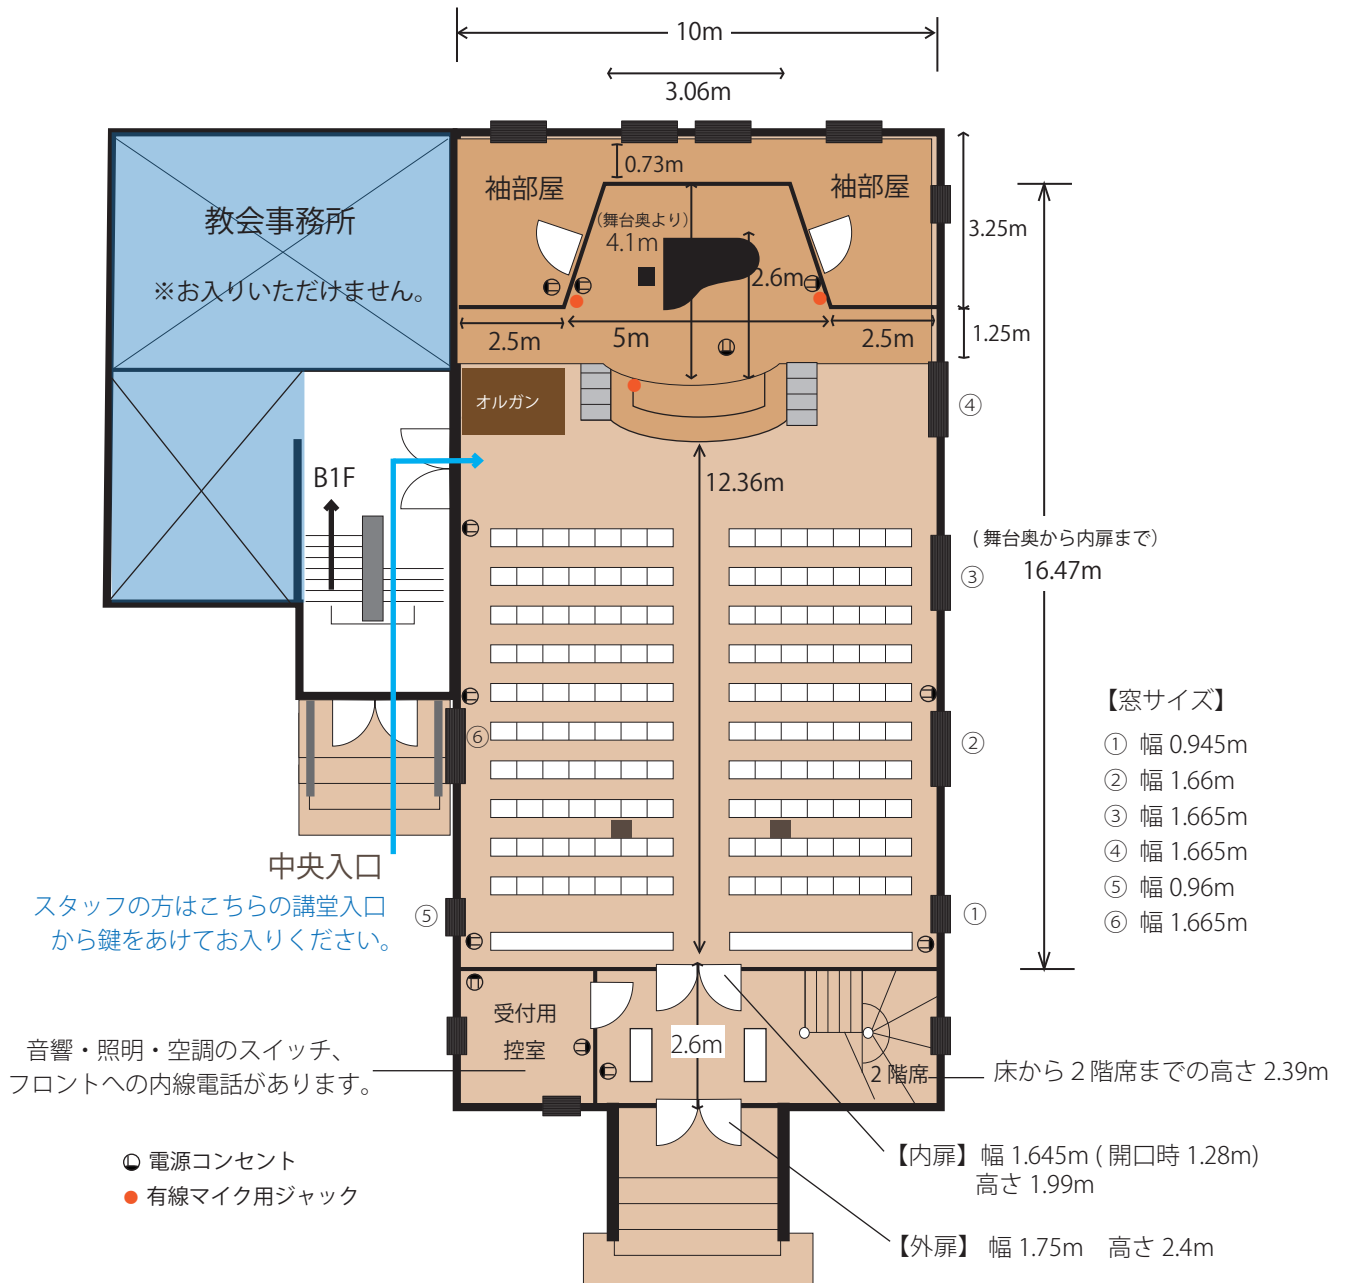 10m
3.06m
0.73m
袖部屋
袖部屋
(舞台奥より)
4.1m
2.6m
3.25m
教会事務所
※お入りいただけません。
2.5m
5m
2.5m
1.25m
オルガン
④
B1F
12.36m
(舞台奥から内扉まで)
16.47m
③
⑥
②
【窓サイズ】
① 幅 0.945m
② 幅 1.66m
③ 幅 1.665m
④ 幅 1.665m
⑤ 幅 0.96m
⑥ 幅 1.665m
中央入口
スタッフの方はこちらの講堂入口
から鍵をあけてお入りください。
⑤
①
受付用
控室
2.6m
2階席
音響・照明・空調のスイッチ、
フロントへの内線電話があります。
床から2階席までの高さ 2.39m
電源コンセント
有線マイク用ジャック
【内扉】幅 1.645m (開口時 1.28m)
高さ 1.99m
【外扉】 幅 1.75m 高さ 2.4m